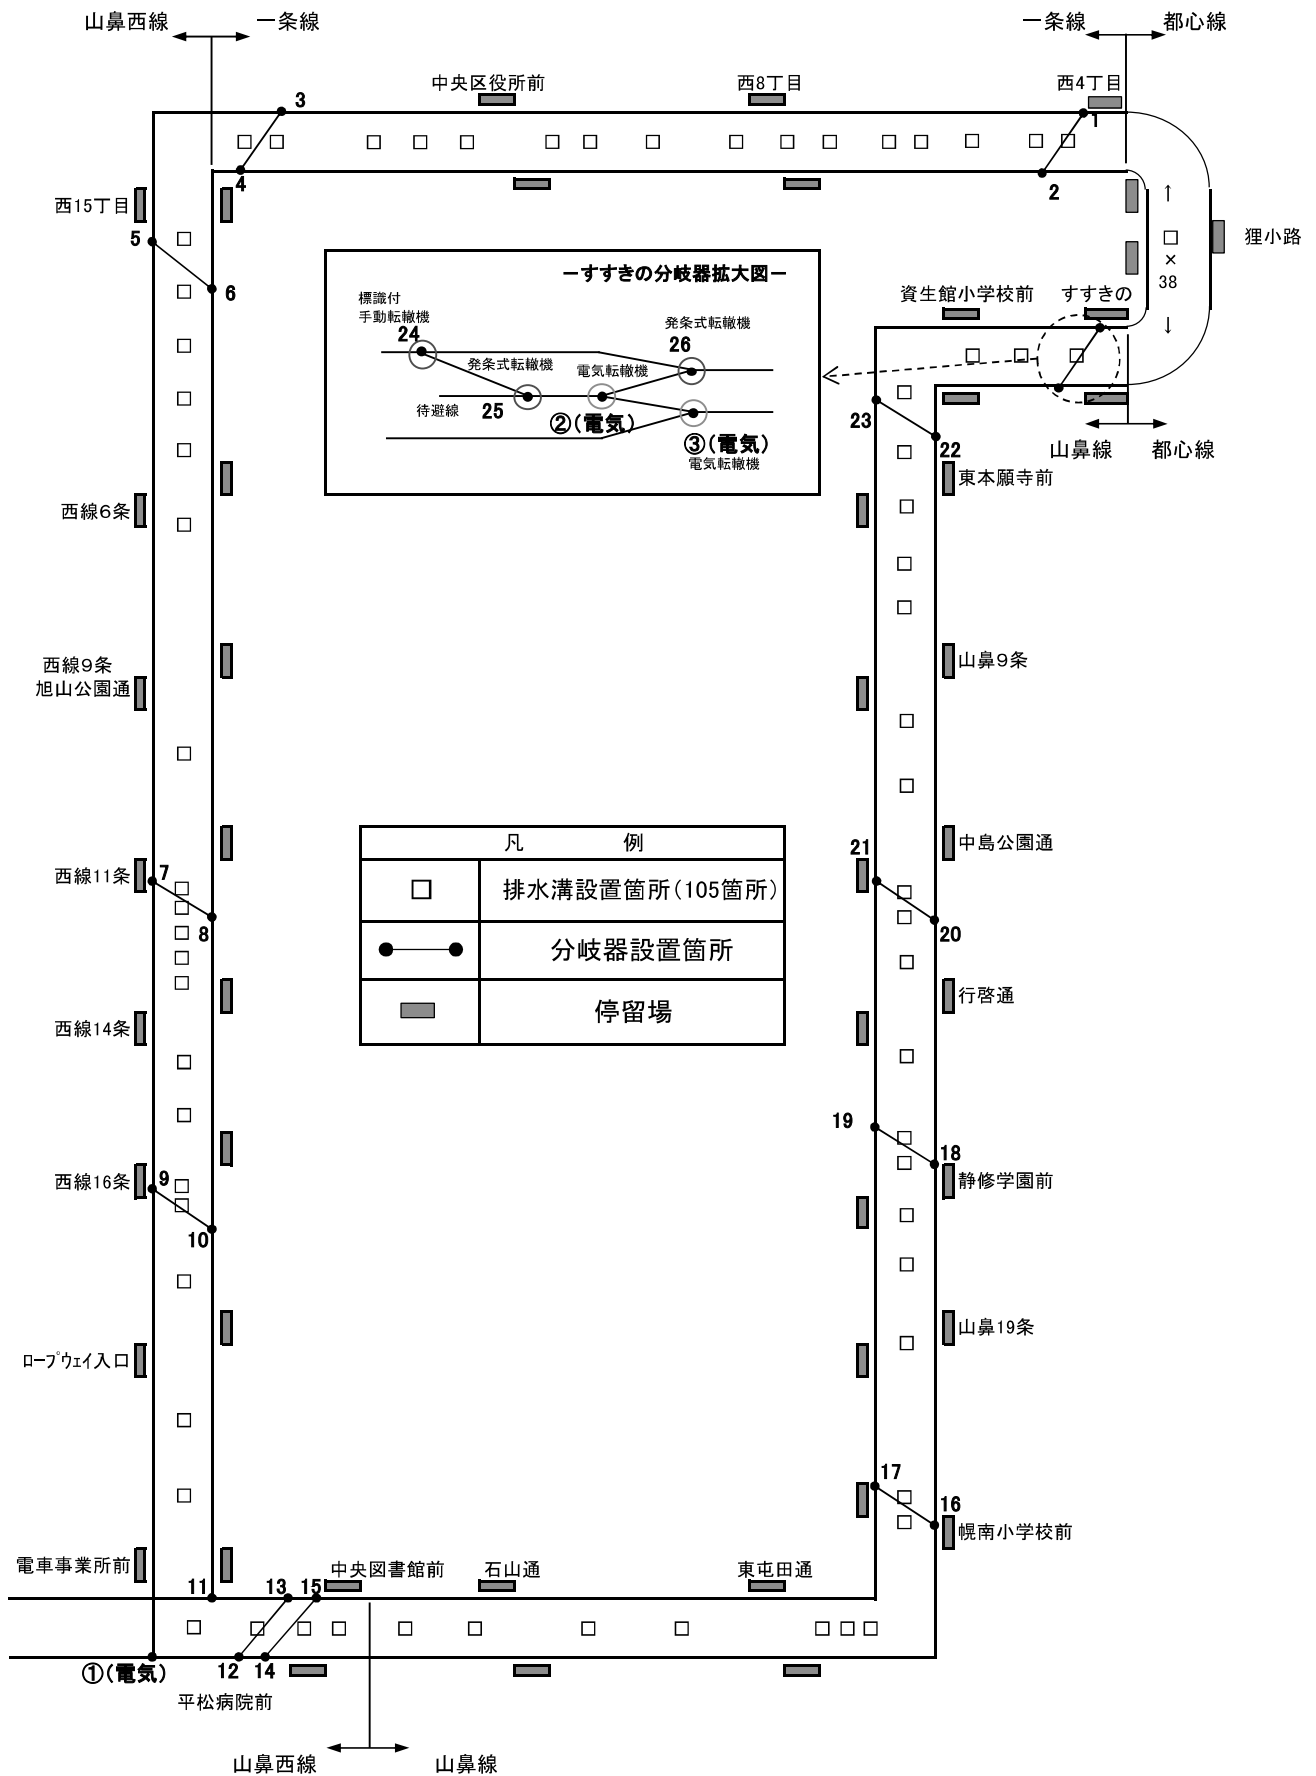 山鼻西線
一条線
一条線
都心線
中央区役所前
西8丁目
西4丁目
3
1
4
2
西15丁目
5
6
狸小路
↑
×
38
↓
資生館小学校前
すすきの
－すすきの分岐器拡大図－
標識付
手動転轍機
24
発条式転轍機
26
発条式転轍機
電気転轍機
待避線
25
②(電気)
③(電気)
電気転轍機
23
22
山鼻線
都心線
東本願寺前
西線6条
西線9条
旭山公園通
山鼻9条
凡例
排水溝設置箇所(105箇所)
分岐器設置箇所
停留場
西線11条
7
8
21
中島公園通
20
行啓通
西線14条
19
18
静修学園前
西線16条
9
10
山鼻19条
ロープウェイ入口
17
16
幌南小学校前
電車事業所前
11
13
15
中央図書館前
石山通
東屯田通
①(電気)
12
14
平松病院前
山鼻西線
山鼻線